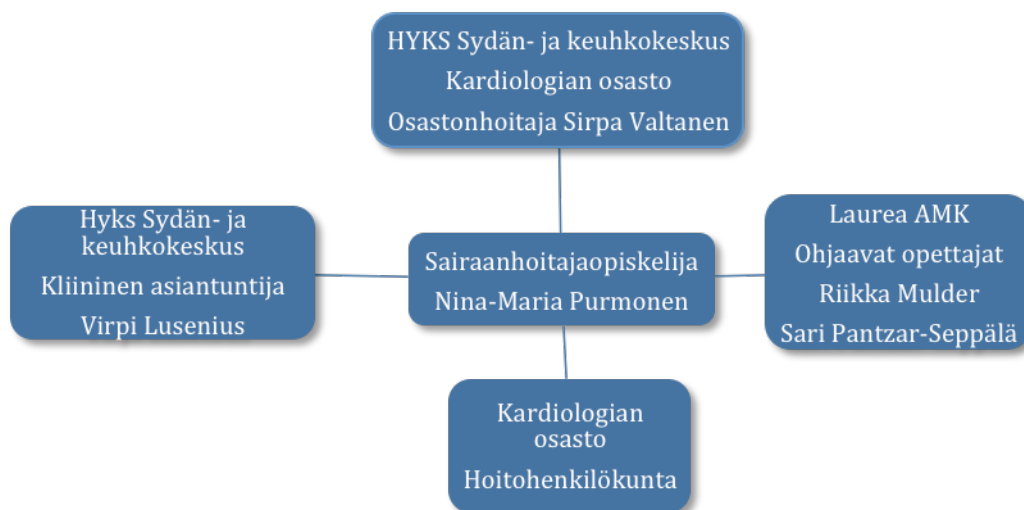 HYKS Sydän- ja keuhkokeskus
Kardiologian osasto
Osastonhoitaja Sirpa Valtanen
Hyks Sydän- ja
keuhkokeskus
Kliininen asiantuntija
Virpi Lusenius
Sairaanhoitajaopiskelija
Nina-Maria Purmonen
Laurea AMK
Ohjaavat opettajat
Riikka Mulder
Sari Pantzar-Seppälä
Kardiologian
osasto
Hoitohenkilökunta